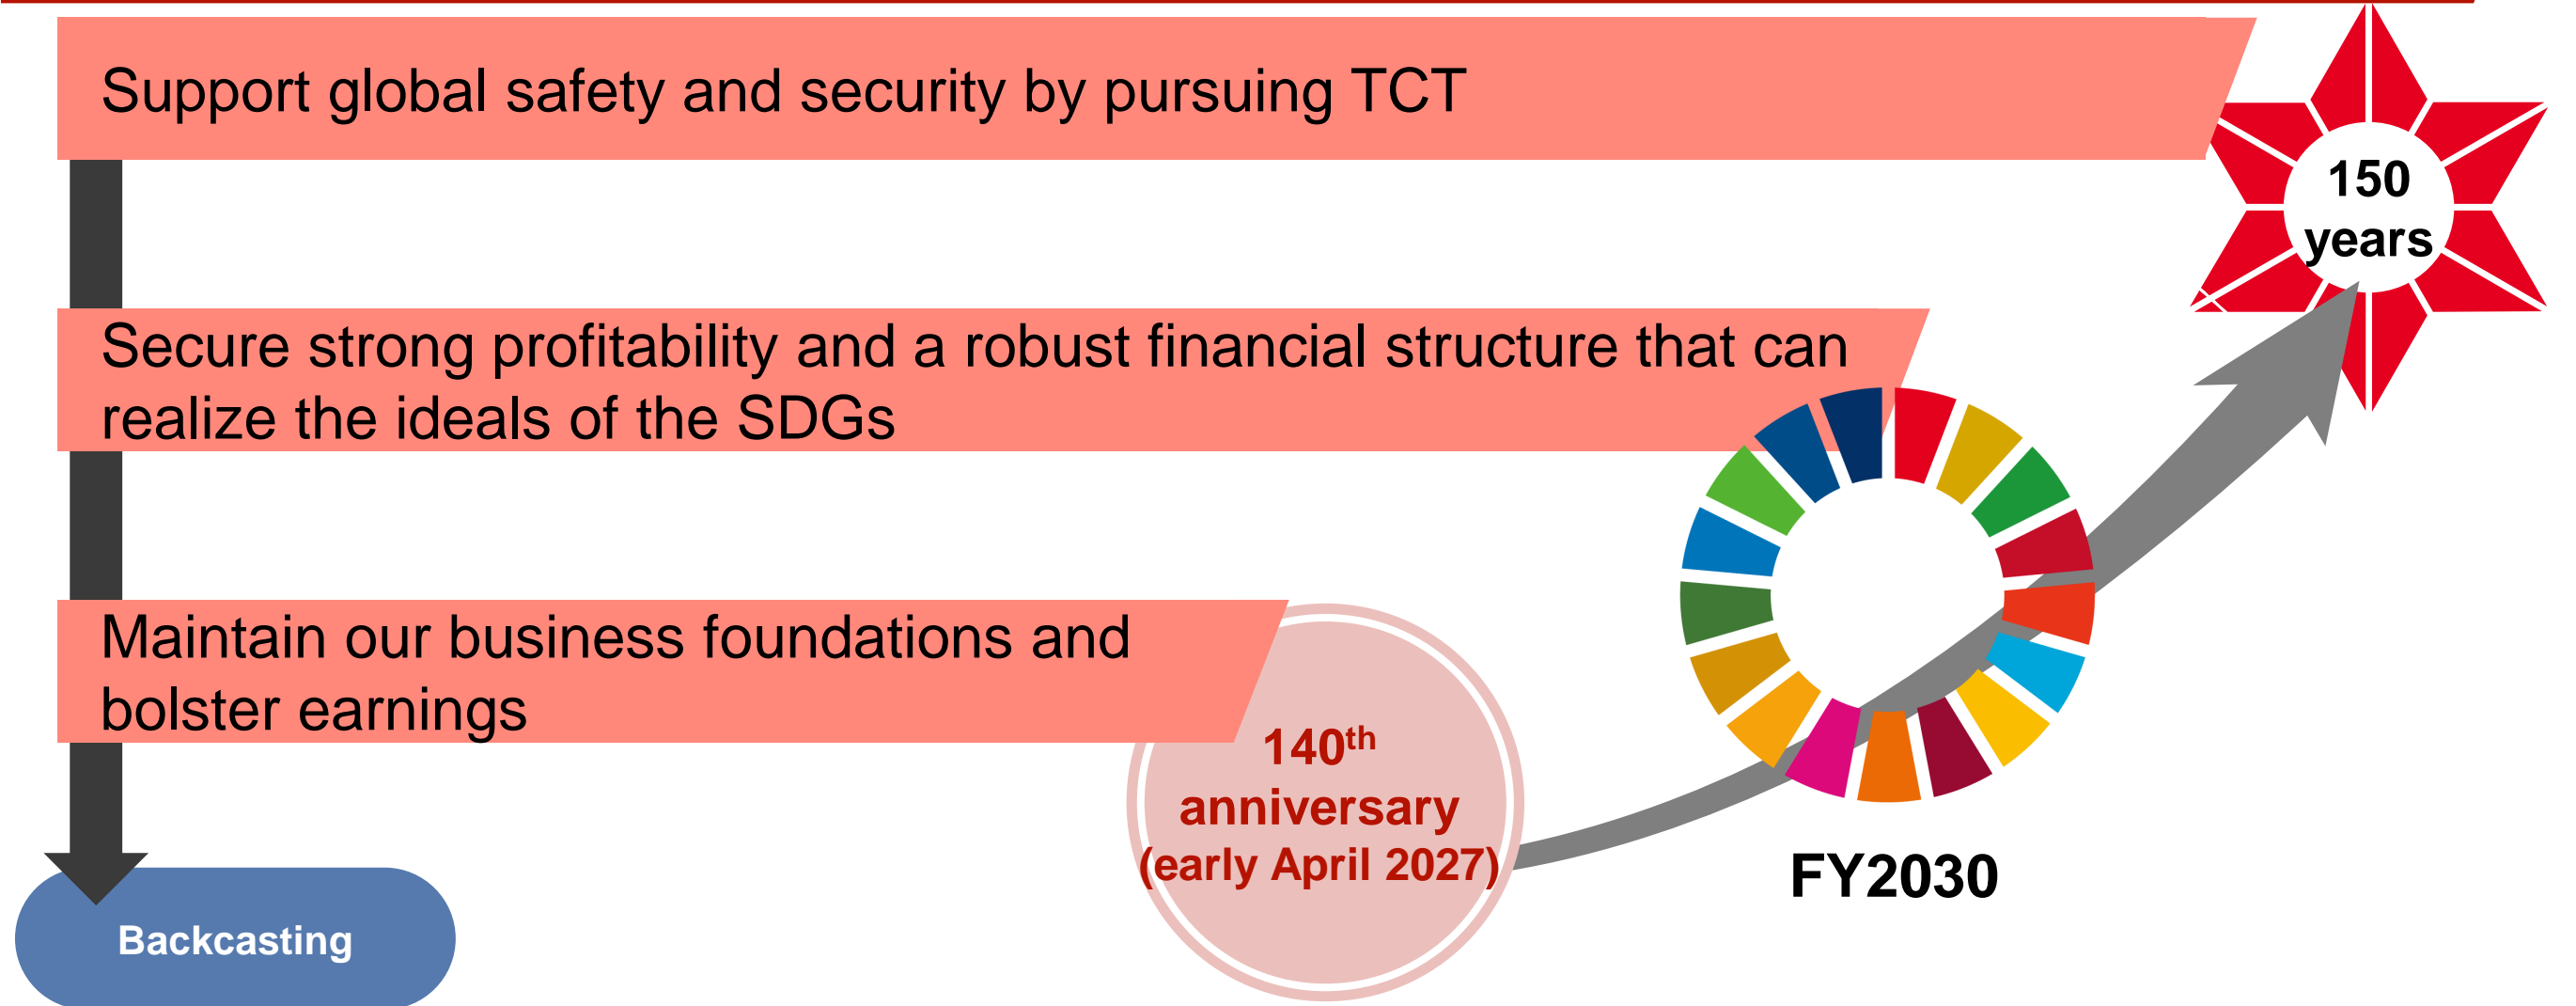 Support global safety and security by pursuing TCT
150
years
Secure strong profitability and a robust financial structure that can
realize the ideals of the SDGs
Maintain our business foundations and
bolster earnings
140th
anniversary
(early April 2027)
FY2030
Backcasting